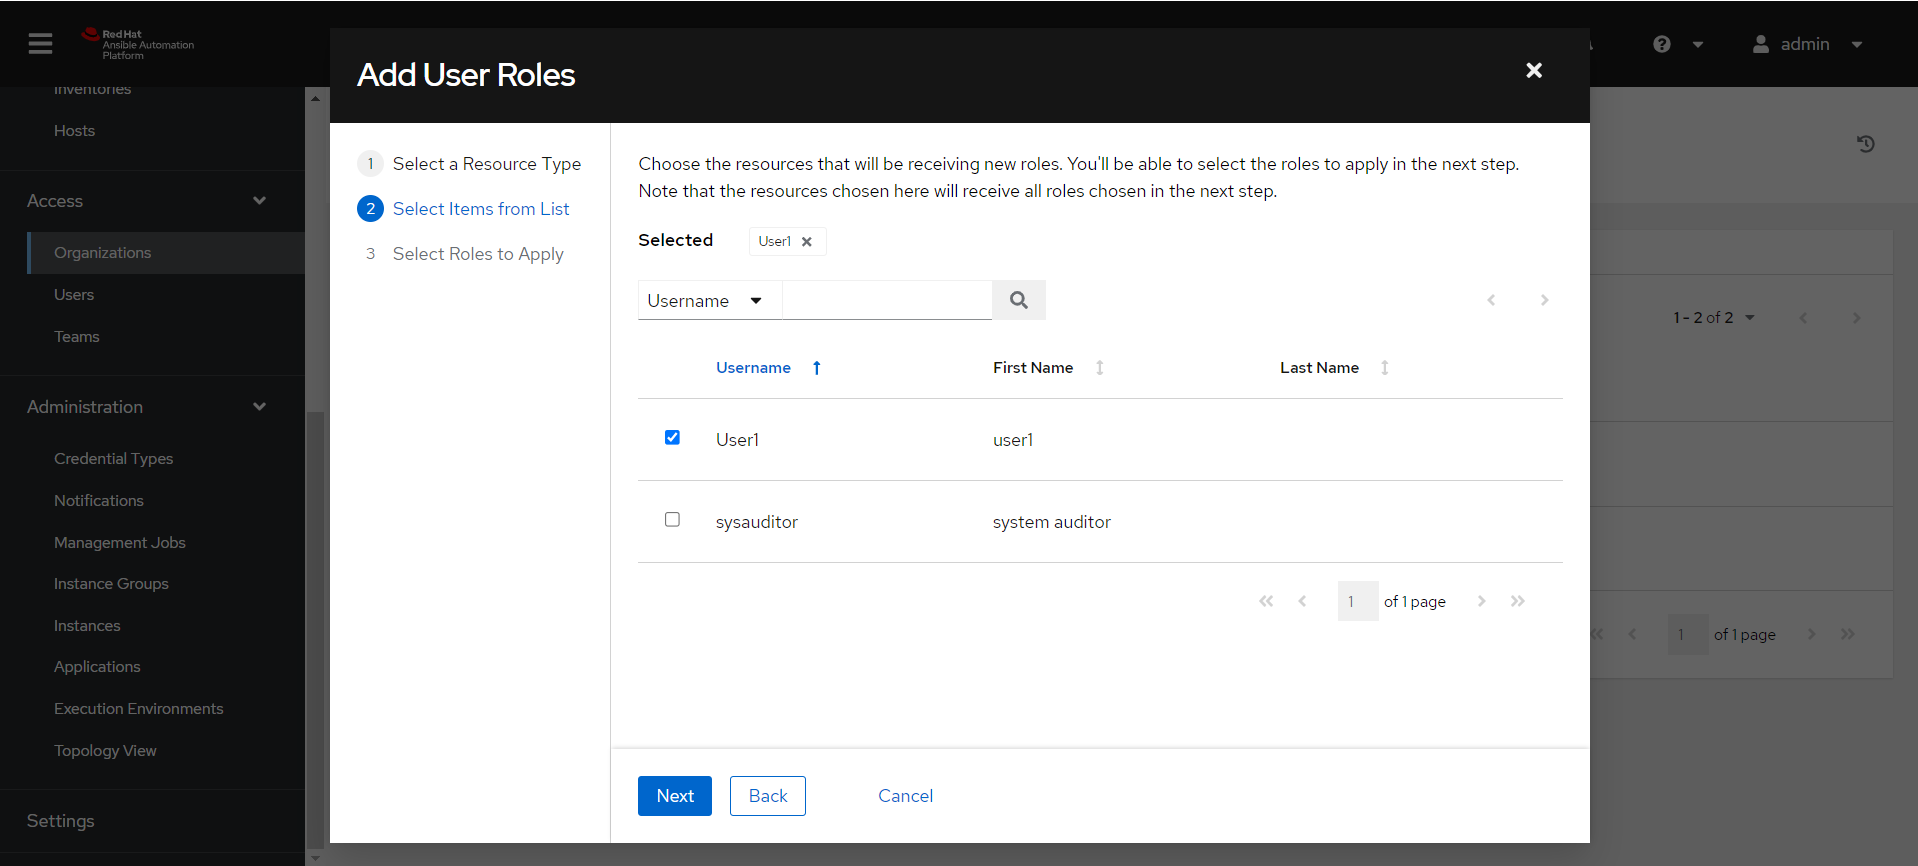 Red Hat
Ansible Automation
Platform
admin
Inventories
Hosts
Access
Organizations
Users
Teams
Administration
Credential Types
Notifications
Management Jobs
Instance Groups
Instances
Applications
Execution Environments
Topology View
Settings
Add User Roles
1 Select a Resource Type
2 Select Items from List
3 Select Roles to Apply
Choose the resources that will be receiving new roles. You'll be able to select the roles to apply in the next step.
Note that the resources chosen here will receive all roles chosen in the next step.
Selected User1
Username
Username First Name Last Name
User1 user1
sysauditor system auditor
1 of 1 page
Next Back Cancel
1 - 2 of 2
1 of 1 page